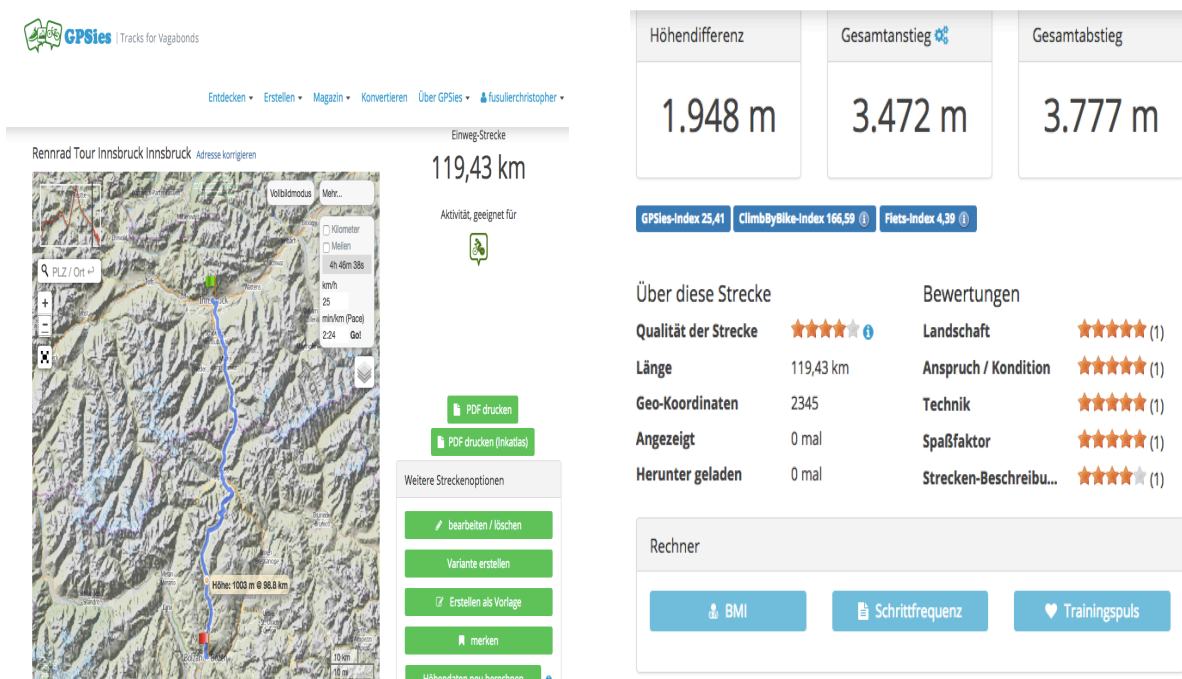 GPSies | Tracks for Vagabonds
Entdecken Erstellen Magazin Konvertieren Über GPSies fusulierchristopher
Rennrad Tour Innsbruck Innsbruck Adresse korrigieren
Einweg-Strecke
119,43 km
Aktivität, geeignet für
Vollbildmodus Mehr...
Kilometer
Meilen
4h 46m 38s
km/h
25
min/km (Pace)
2:24 Go!
PLZ / Ort
+
−
Höhe: 1003 m @ 98.8 km
10 km
10 mi
PDF drucken
PDF drucken (Inkatlas)
Weitere Streckenoptionen
bearbeiten / löschen
Variante erstellen
Erstellen als Vorlage
merken
Höhendaten neu berechnen
Höhendifferenz
1.948 m
Gesamtanstieg
3.472 m
Gesamtabstieg
3.777 m
GPSies-Index 25,41 ClimbByBike-Index 166,59 Fiets-Index 4,39
Über diese Strecke
Qualität der Strecke
Länge 119,43 km
Geo-Koordinaten 2345
Angezeigt 0 mal
Herunter geladen 0 mal
Bewertungen
Landschaft (1)
Anspruch / Kondition (1)
Technik (1)
Spaßfaktor (1)
Strecken-Beschreibu... (1)
Rechner
BMI Schrittfrequenz Trainingspuls